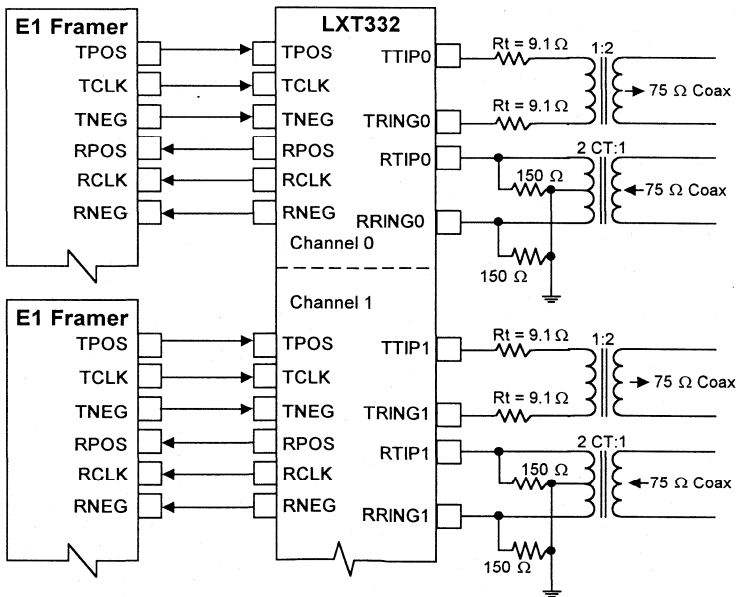 E1 Framer
TPOS
TCLK
TNEG
RPOS
RCLK
RNEG
LXT332
TPOS
TCLK
TNEG
RPOS
RCLK
RNEG
TTIP0
TRING0
RTIP0
RRING0
Channel 0
Rt = 9.1 Ω
1:2
75 Ω Coax
Rt = 9.1 Ω
2 CT:1
150 Ω
75 Ω Coax
150 Ω
Channel 1
E1 Framer
TPOS
TCLK
TNEG
RPOS
RCLK
RNEG
TPOS
TCLK
TNEG
RPOS
RCLK
RNEG
TTIP1
TRING1
RTIP1
RRING1
Rt = 9.1 Ω
1:2
75 Ω Coax
Rt = 9.1 Ω
2 CT:1
150 Ω
75 Ω Coax
150 Ω